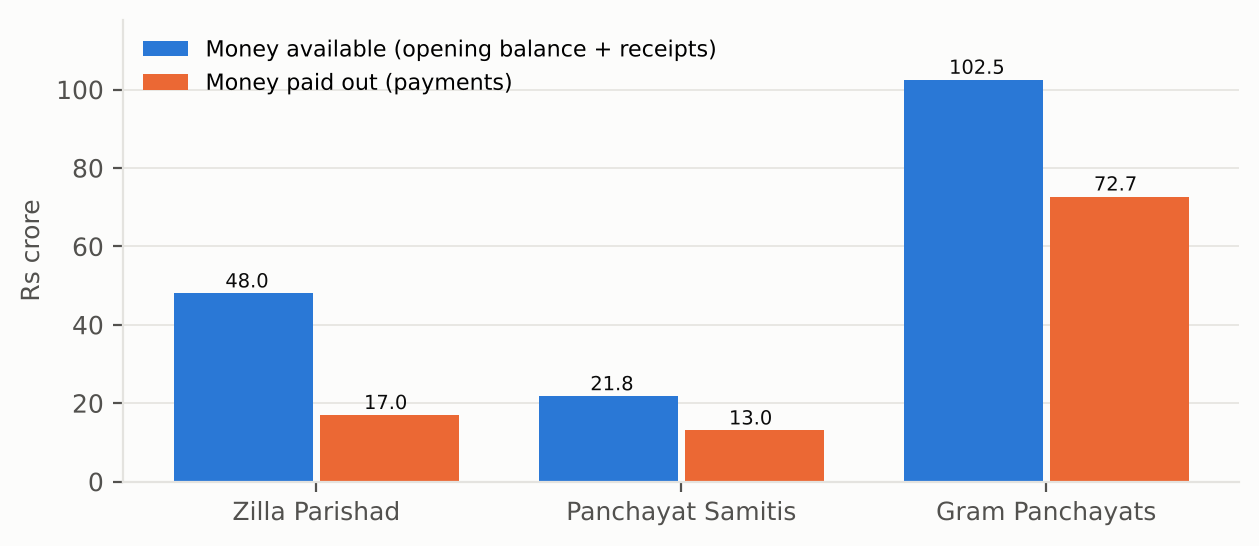 Money available (opening balance + receipts)
Money paid out (payments)
Rs crore
100
80
60
40
20
0
48.0
17.0
21.8
13.0
102.5
72.7
Zilla Parishad
Panchayat Samitis
Gram Panchayats